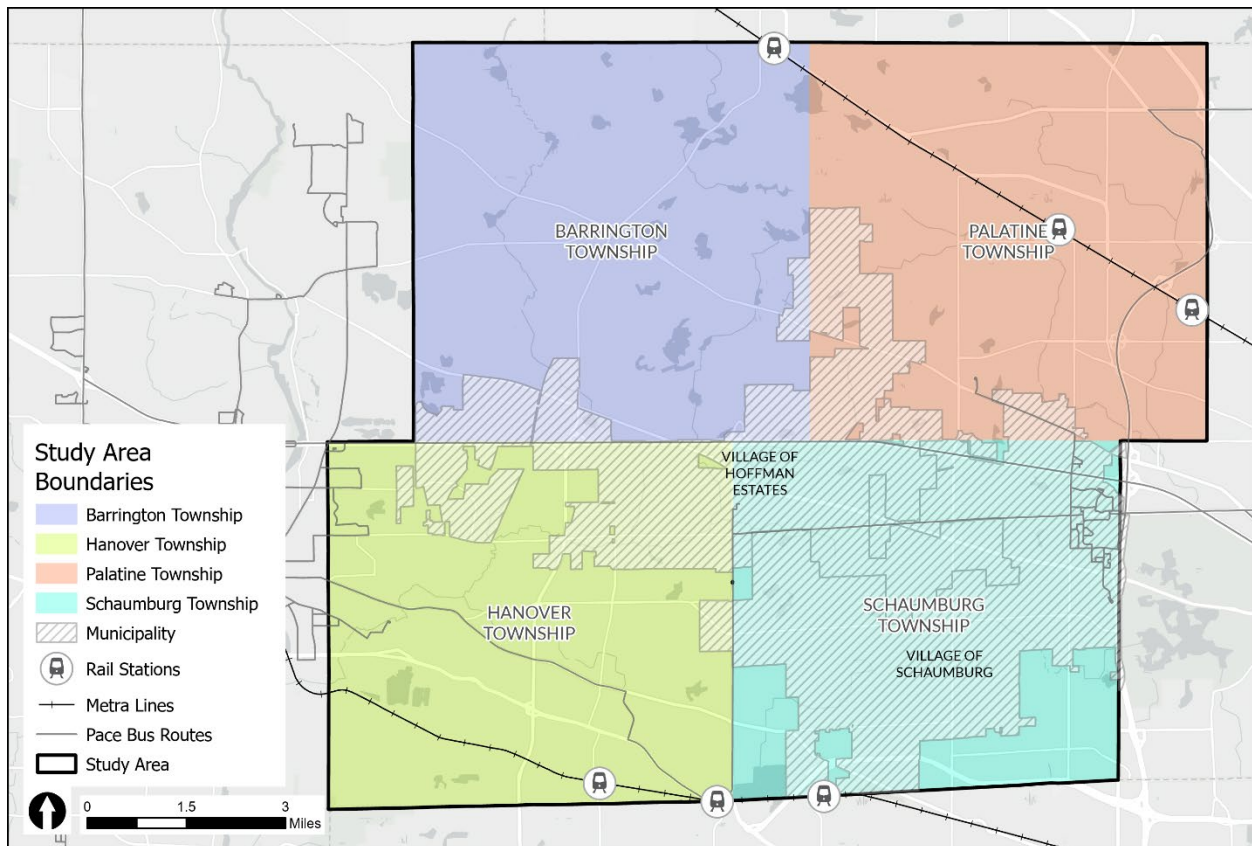 BARRINGTON
TOWNSHIP
PALATINE
TOWNSHIP
VILLAGE OF
HOFFMAN
ESTATES
HANOVER
TOWNSHIP
SCHAUMBURG
TOWNSHIP
VILLAGE OF
SCHAUMBURG
Study Area
Boundaries
Barrington Township
Hanover Township
Palatine Township
Schaumburg Township
Municipality
Rail Stations
Metra Lines
Pace Bus Routes
Study Area
0 1.5 3
Miles